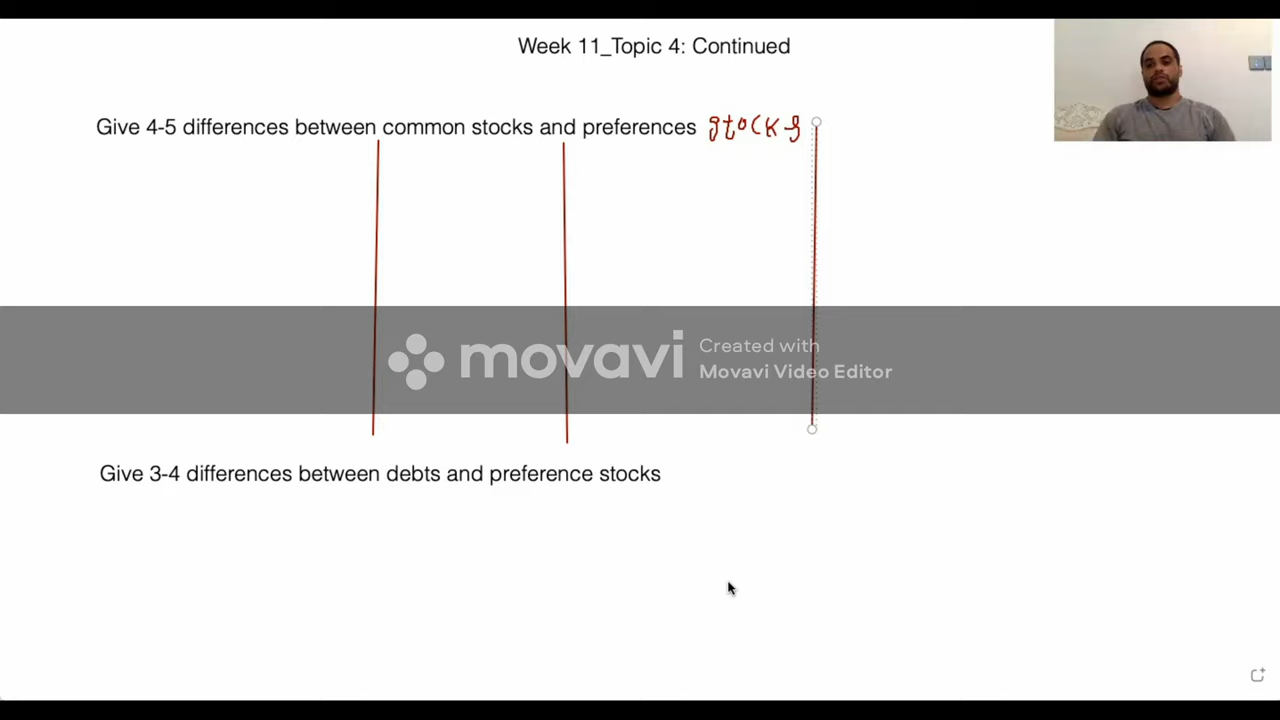 Week 11_Topic 4: Continued
Give 4-5 differences between common stocks and preferences stocks
movavi
Created with
Movavi Video Editor
Give 3-4 differences between debts and preference stocks